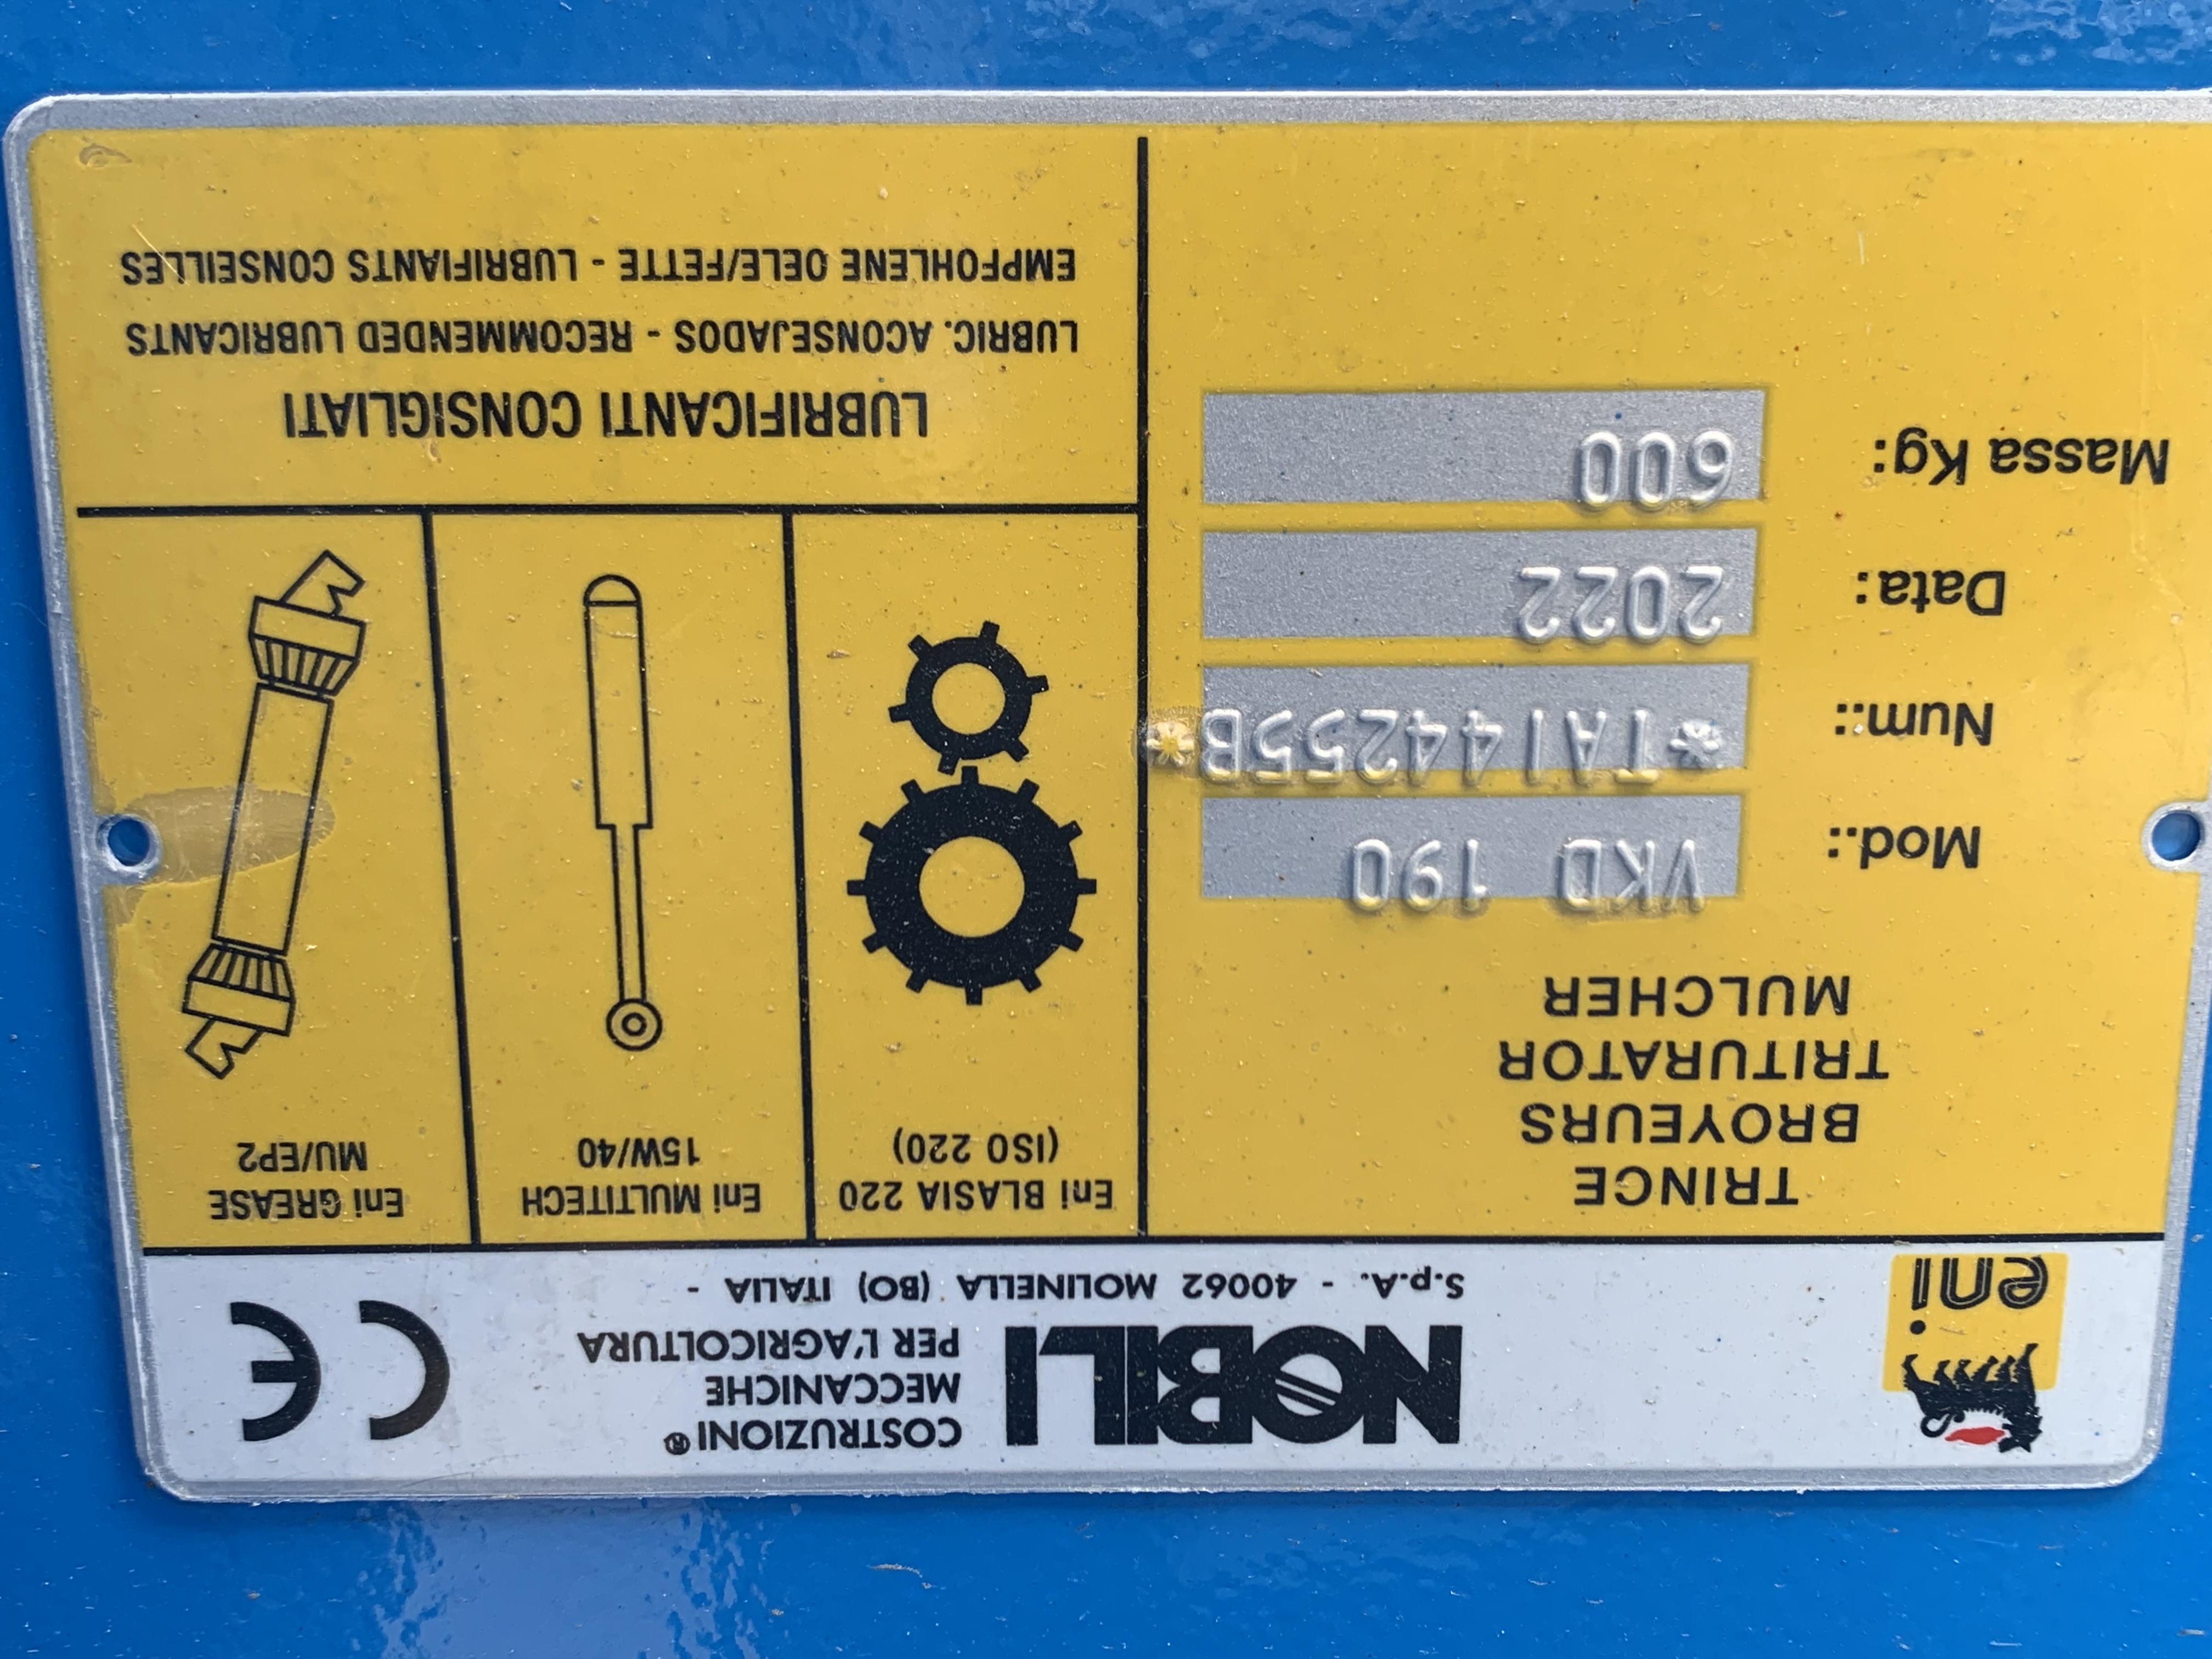 eni
NOBILI
COSTRUZIONI®
MECCANICHE
PER L'AGRICOLTURA
S.p.A. - 40062 MOLINELLA (BO) ITALIA -
CE
TRINCE
BROYEURS
TRITURATOR
MULCHER
Mod.: VKD 190
Num.: *TA144255B*
Data: 2022
Massa Kg: 600
Eni BLASIA 220
(ISO 220)
Eni MULTITECH
15W/40
Eni GREASE
MU/EP2
LUBRIFICANTI CONSIGLIATI
LUBRIC. ACONSEJADOS - RECOMMENDED LUBRICANTS
EMPFOHLENE OELE/FETTE - LUBRIFIANTS CONSEILLES